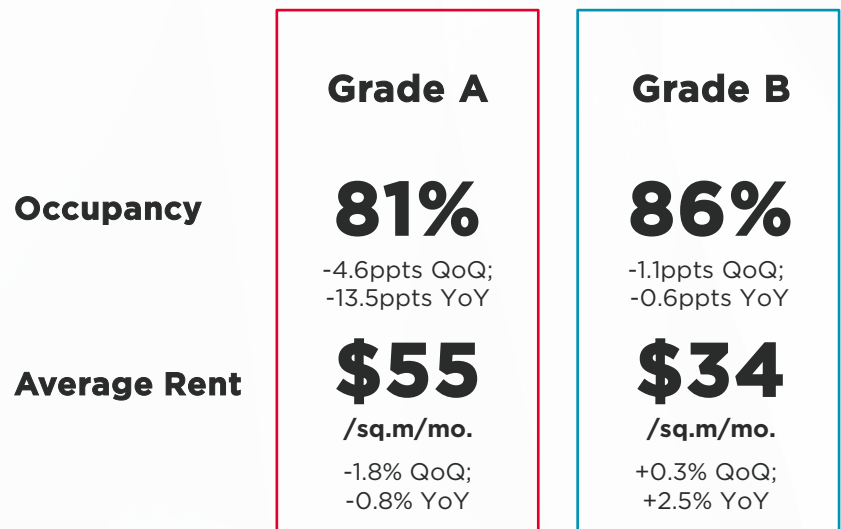 Grade A
Grade B
Occupancy
81%
86%
-4.6ppts QoQ;
-13.5ppts YoY
-1.1ppts QoQ;
-0.6ppts YoY
Average Rent
$55
$34
/sq.m/mo.
/sq.m/mo.
-1.8% QoQ;
-0.8% YoY
+0.3% QoQ;
+2.5% YoY